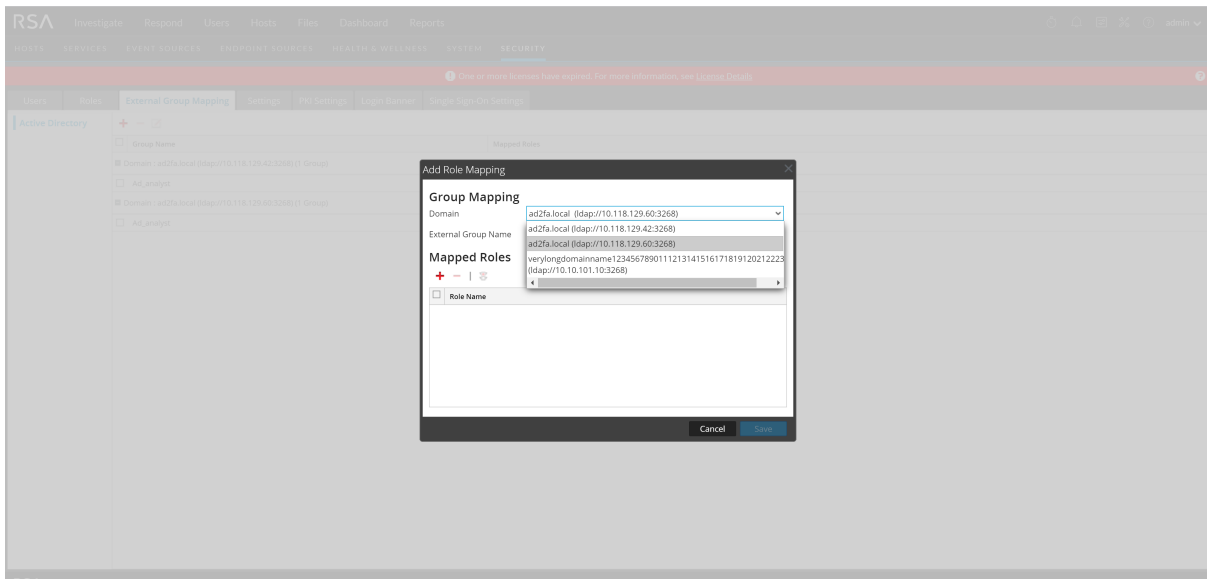 RSA Investigate Respond Users Hosts Files Dashboard Reports admin
HOSTS SERVICES EVENT SOURCES ENDPOINT SOURCES HEALTH & WELLNESS SYSTEM SECURITY
One or more licenses have expired. For more information, see License Details
Users Roles External Group Mapping Settings PKI Settings Login Banner Single Sign-On Settings
Active Directory
Group Name Mapped Roles
Domain : ad2fa.local (ldap://10.118.129.42:3268) (1 Group)
Ad_analyst
Domain : ad2fa.local (ldap://10.118.129.60:3268) (1 Group)
Ad_analyst
Add Role Mapping
Group Mapping
Domain ad2fa.local (ldap://10.118.129.60:3268)
ad2fa.local (ldap://10.118.129.42:3268)
External Group Name
ad2fa.local (ldap://10.118.129.60:3268)
Mapped Roles
verylongdomainname1234567890111213141516171819120212223
(ldap://10.10.101.10:3268)
Role Name
Cancel Save